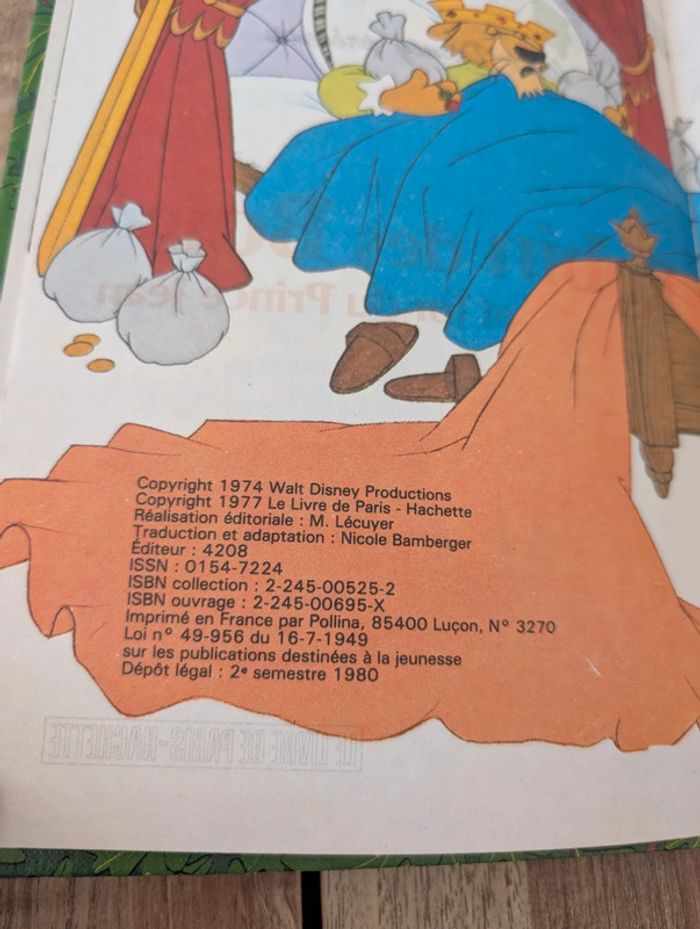 Copyright 1974 Walt Disney Productions
Copyright 1977 Le Livre de Paris - Hachette
Réalisation éditoriale : M. Lécuyer
Traduction et adaptation : Nicole Bamberger
Éditeur : 4208
ISSN : 0154-7224
ISBN collection : 2-245-00525-2
ISBN ouvrage : 2-245-00695-X
Imprimé en France par Pollina, 85400 Luçon, N° 3270
Loi n° 49-956 du 16-7-1949
sur les publications destinées à la jeunesse
Dépôt légal : 2e semestre 1980
LE LIVRE DE PARIS-HACHETTE